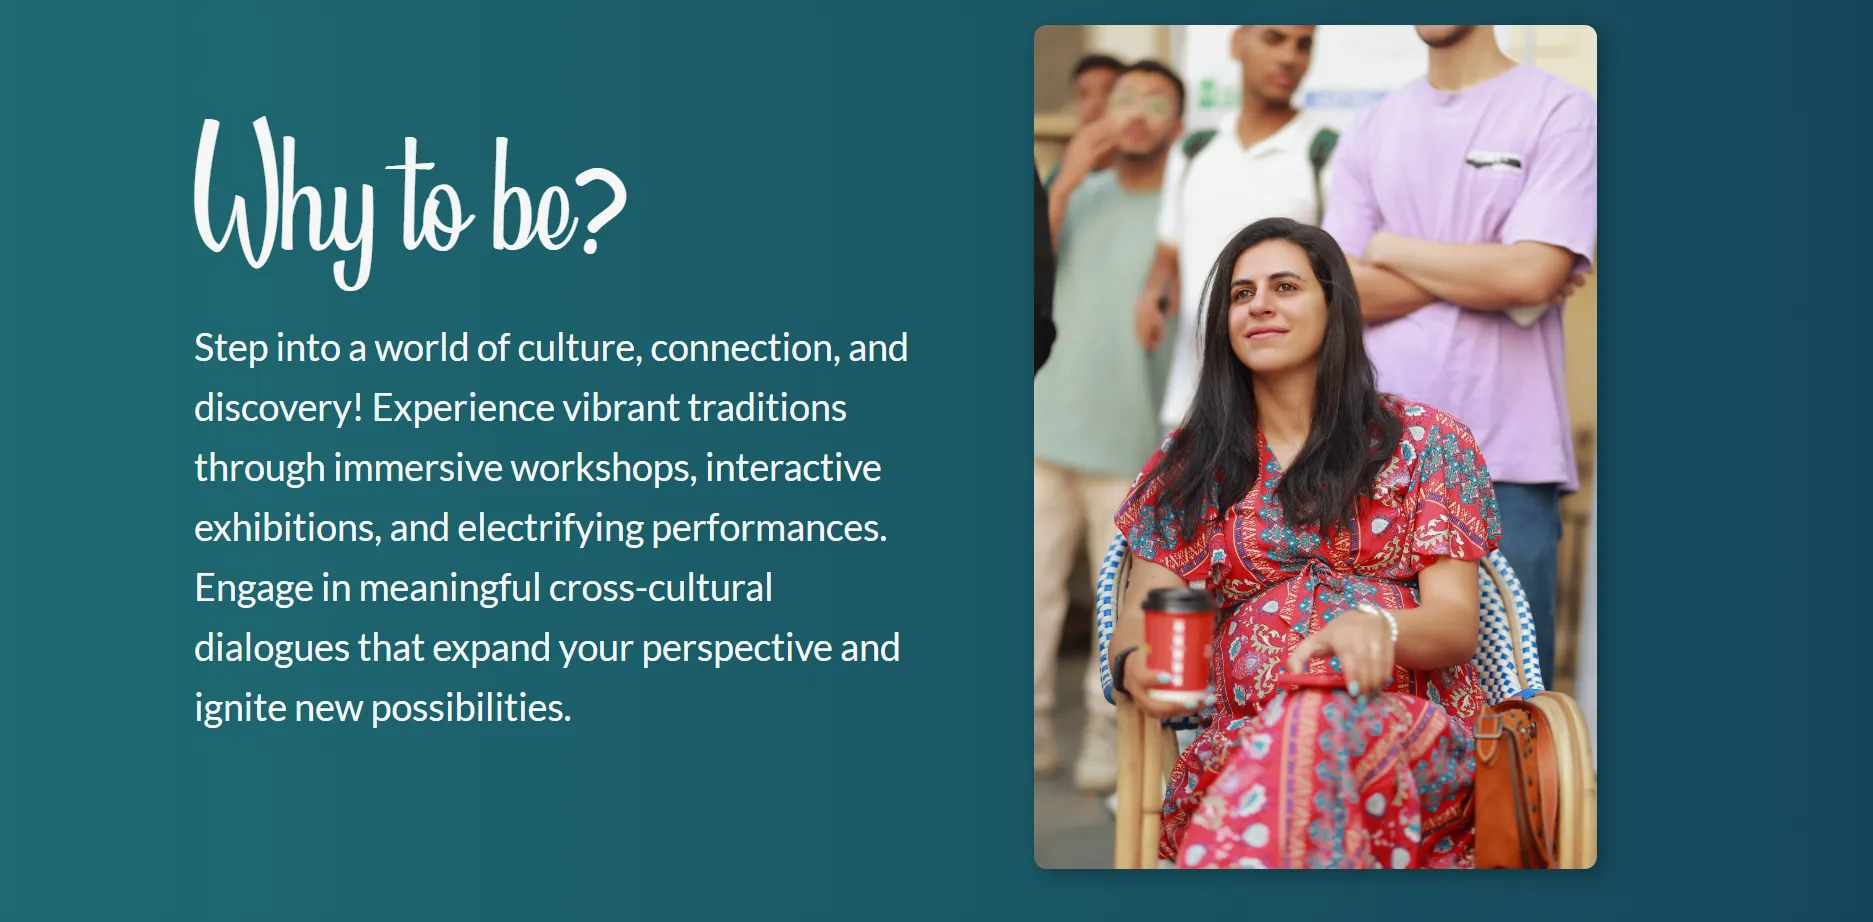 Why to be?
Step into a world of culture, connection, and
discovery! Experience vibrant traditions
through immersive workshops, interactive
exhibitions, and electrifying performances.
Engage in meaningful cross-cultural
dialogues that expand your perspective and
ignite new possibilities.